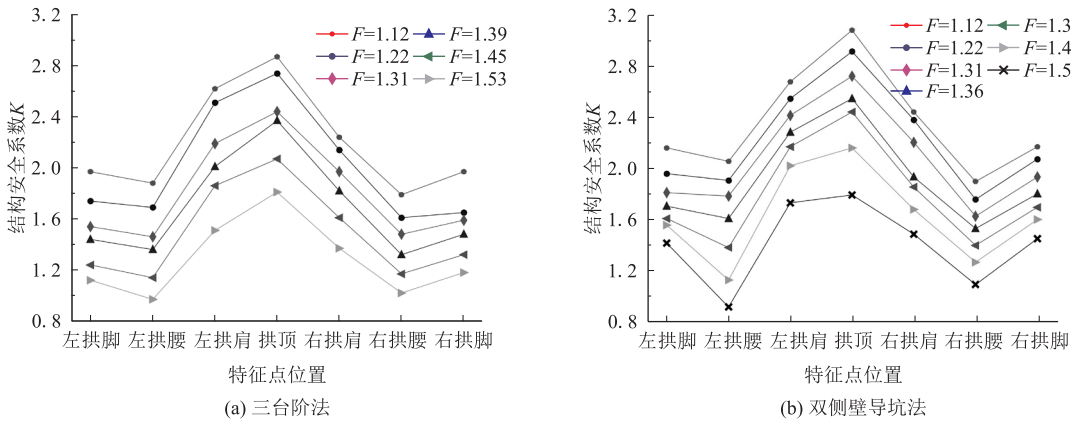 3.2
2.8
2.4
2.0
1.6
1.2
0.8
结构安全系数K
F=1.12 F=1.39
F=1.22 F=1.45
F=1.31 F=1.53
左拱脚 左拱腰 左拱肩 拱顶 右拱肩 右拱腰 右拱脚
特征点位置
(a) 三台阶法
3.2
2.8
2.4
2.0
1.6
1.2
0.8
结构安全系数K
F=1.12 F=1.3
F=1.22 F=1.4
F=1.31 F=1.5
F=1.36
左拱脚 左拱腰 左拱肩 拱顶 右拱肩 右拱腰 右拱脚
特征点位置
(b) 双侧壁导坑法